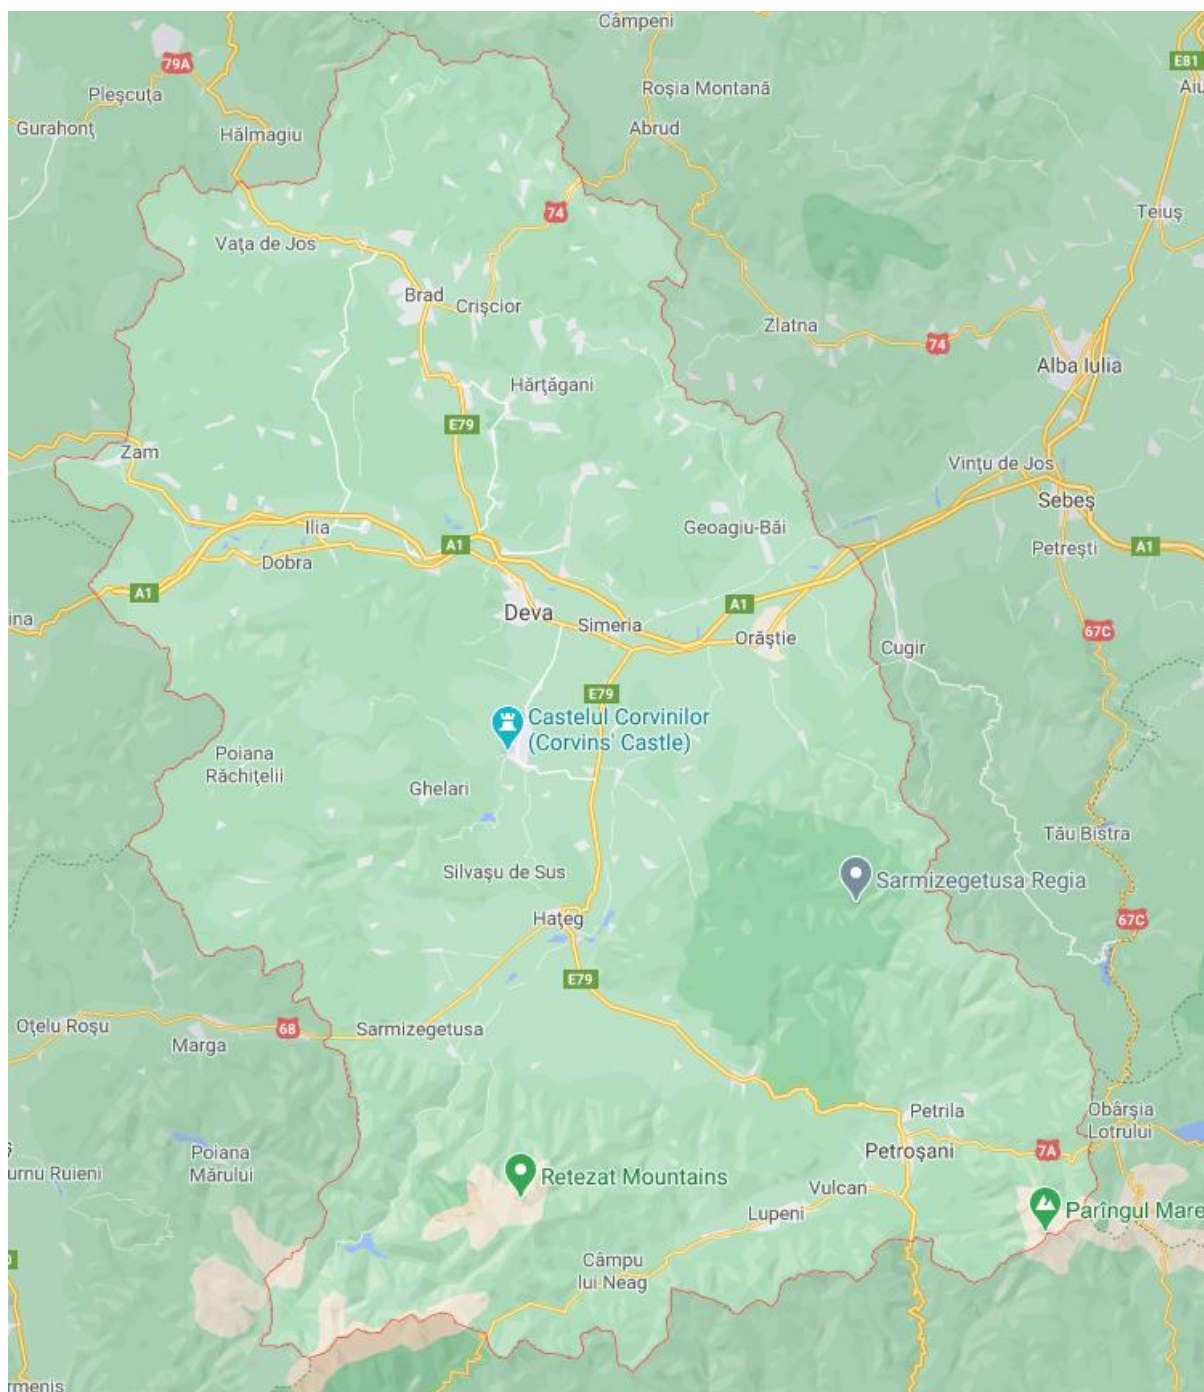 Câmpeni
79A
E81
Pleşcuţa
Roşia Montană
Aiu
Gurahonţ
Hălmagiu
Abrud
74
Teiuş
Vaţa de Jos
Brad
Crişcior
Zlatna
74
Alba Iulia
Hărţăgani
E79
Zam
Vinţu de Jos
Sebeş
Ilia
Geoagiu-Băi
A1
Petreşti
A1
Dobra
A1
A1
Deva
ina
Simeria
Orăştie
67C
Cugir
E79
Castelul Corvinilor
(Corvins' Castle)
Poiana
Răchiţelii
Ghelari
Tău Bistra
Silvaşu de Sus
Sarmizegetusa Regia
Haţeg
67C
E79
Oţelu Roşu
68
Sarmizegetusa
Marga
Petrila
Obârşia
Lotrului
Poiana
Mărului
urnu Ruieni
Petroşani
7A
Retezat Mountains
Vulcan
Lupeni
Parîngul Mare
Câmpu
lui Neag
rmeniş